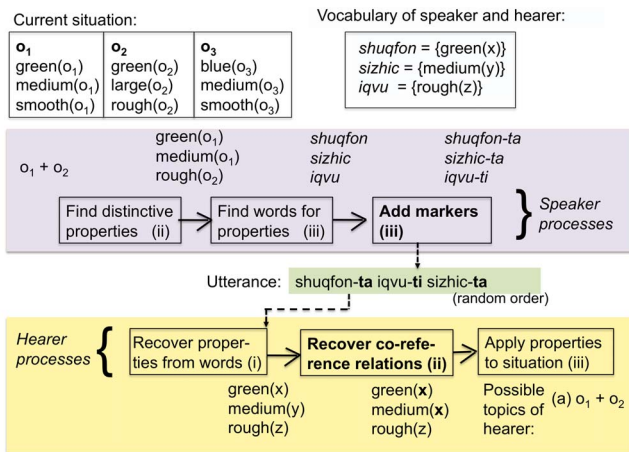 Current situation:
Vocabulary of speaker and hearer:
o1 o2 o3
green(o1) green(o2) blue(o3)
medium(o1) large(o2) medium(o3)
smooth(o1) rough(o2) smooth(o3)
shuqfon = {green(x)}
sizhic = {medium(y)}
iqvu = {rough(z)}
o1 + o2
green(o1) shuqfon shuqfon-ta
medium(o1) sizhic sizhic-ta
rough(o2) iqvu iqvu-ti
Find distinctive
properties (ii)
Find words for
properties (iii)
Add markers
(iii)
Speaker
processes
Utterance: shuqfon-ta iqvu-ti sizhic-ta
(random order)
Hearer
processes
Recover proper-
ties from words (i)
Recover co-refe-
rence relations (ii)
Apply properties
to situation (iii)
green(x) green(x)
medium(y) medium(x)
rough(z) rough(z)
Possible
topics of
hearer:
(a) o1 + o2